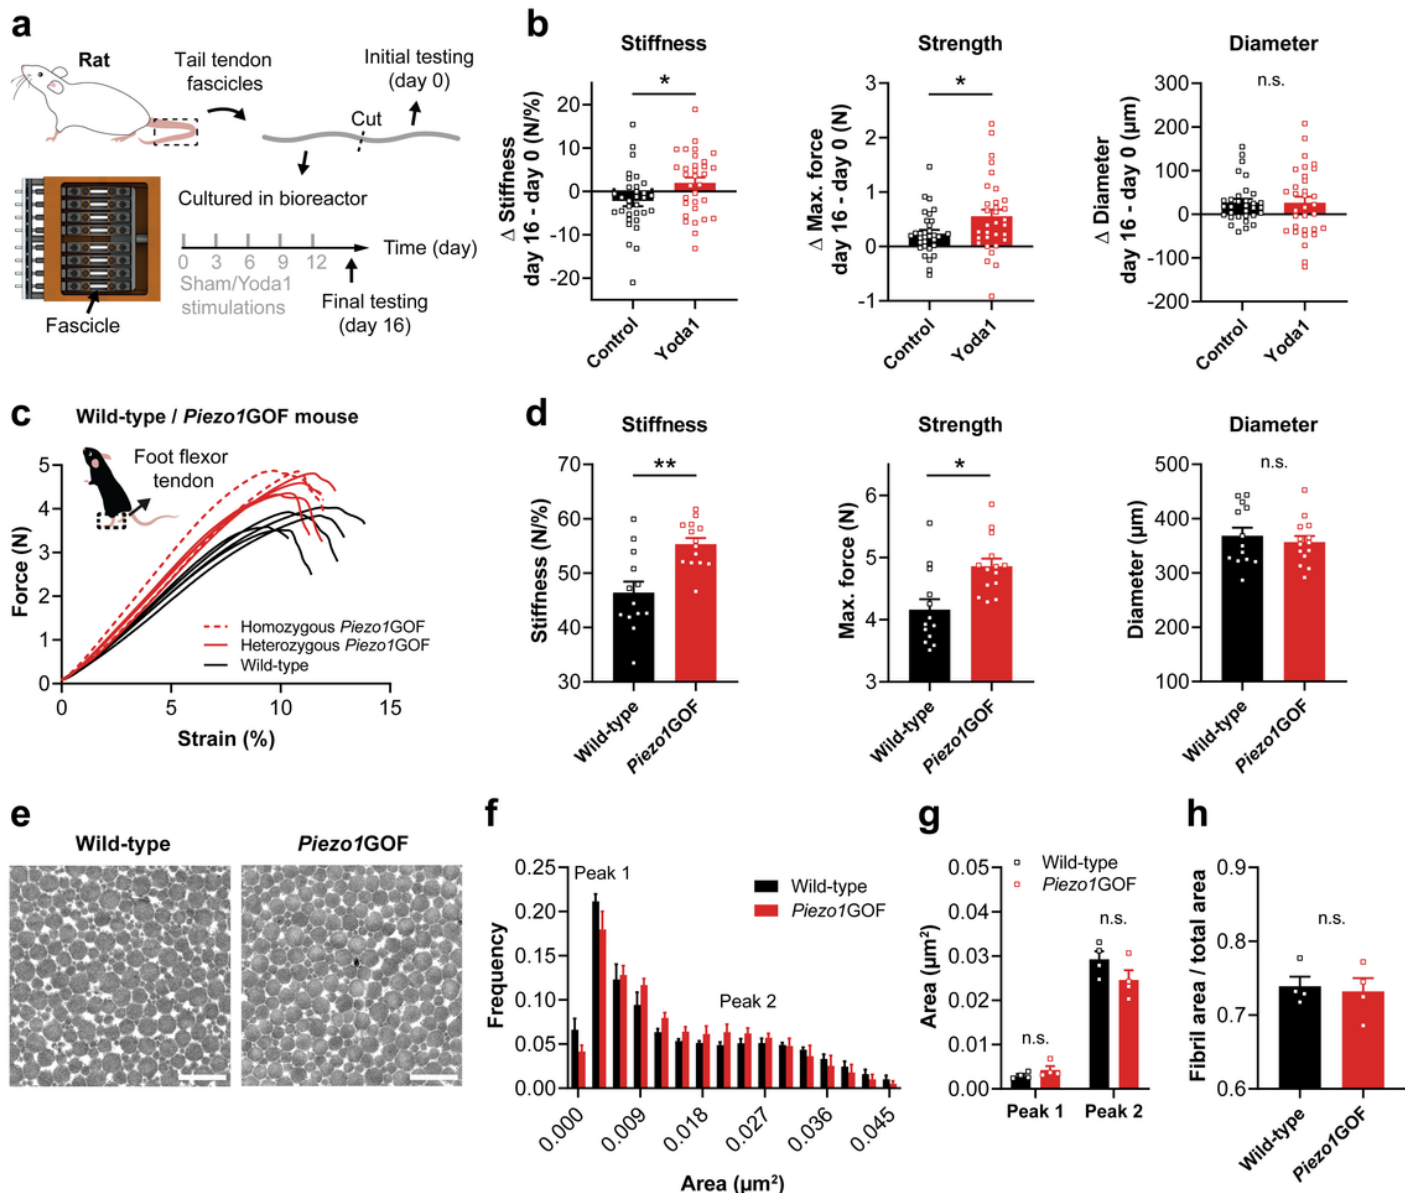 a
Rat
Tail tendon
fascicles
Initial testing
(day 0)
Cut
Cultured in bioreactor
0 3 6 9 12
Time (day)
Sham/Yoda1
stimulations
Final testing
(day 16)
Fascicle
b
Stiffness
Δ Stiffness
day 16 - day 0 (N/%)
20
10
0
-10
-20
*
Control
Yoda1
Strength
Δ Max. force
day 16 - day 0 (N)
3
2
1
0
-1
*
Control
Yoda1
Diameter
Δ Diameter
day 16 - day 0 (µm)
300
200
100
0
-100
-200
n.s.
Control
Yoda1
c
Wild-type / Piezo1GOF mouse
Foot flexor
tendon
Force (N)
5
4
3
2
1
0
Homozygous Piezo1GOF
Heterozygous Piezo1GOF
Wild-type
0 5 10 15
Strain (%)
d
Stiffness
Stiffness (N/%)
70
60
50
40
30
**
Wild-type
Piezo1GOF
Strength
Max. force (N)
6
5
4
3
*
Wild-type
Piezo1GOF
Diameter
Diameter (µm)
500
400
300
200
100
n.s.
Wild-type
Piezo1GOF
e
Wild-type
Piezo1GOF
f
Frequency
0.25
0.20
0.15
0.10
0.05
0.00
Peak 1
Peak 2
Wild-type
Piezo1GOF
0.000 0.009 0.018 0.027 0.036 0.045
Area (µm²)
g
Area (µm²)
0.05
0.04
0.03
0.02
0.01
0.00
Wild-type
Piezo1GOF
n.s.
n.s.
Peak 1 Peak 2
h
Fibril area / total area
0.9
0.8
0.7
0.6
n.s.
Wild-type
Piezo1GOF